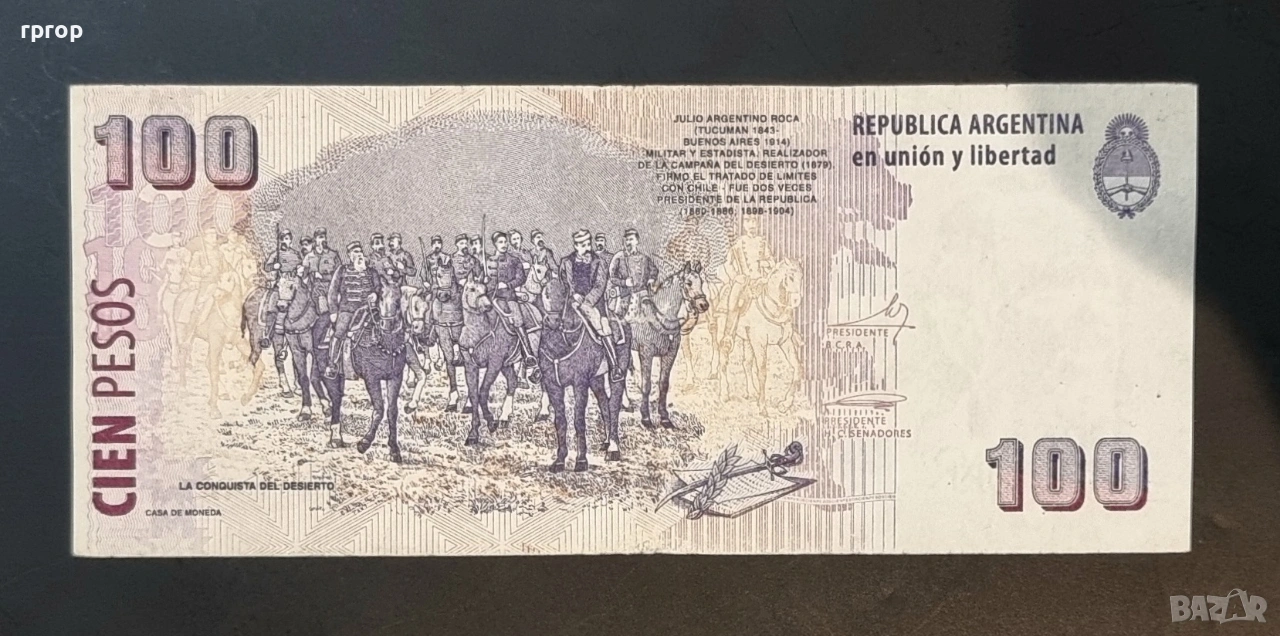 rprop
100
JULIO ARGENTINO ROCA
(TUCUMAN 1843-
BUENOS AIRES 1914)
MILITAR Y ESTADISTA. REALIZADOR
DE LA CAMPAÑA DEL DESIERTO (1879).
FIRMO EL TRATADO DE LIMITES
CON CHILE - FUE DOS VECES
PRESIDENTE DE LA REPUBLICA
(1880-1886; 1898-1904)
REPUBLICA ARGENTINA
en unión y libertad
CIEN PESOS
PRESIDENTE
B.C.R.A.
PRESIDENTE
H.C. SENADORES
LA CONQUISTA DEL DESIERTO
CASA DE MONEDA
100
BAZAR